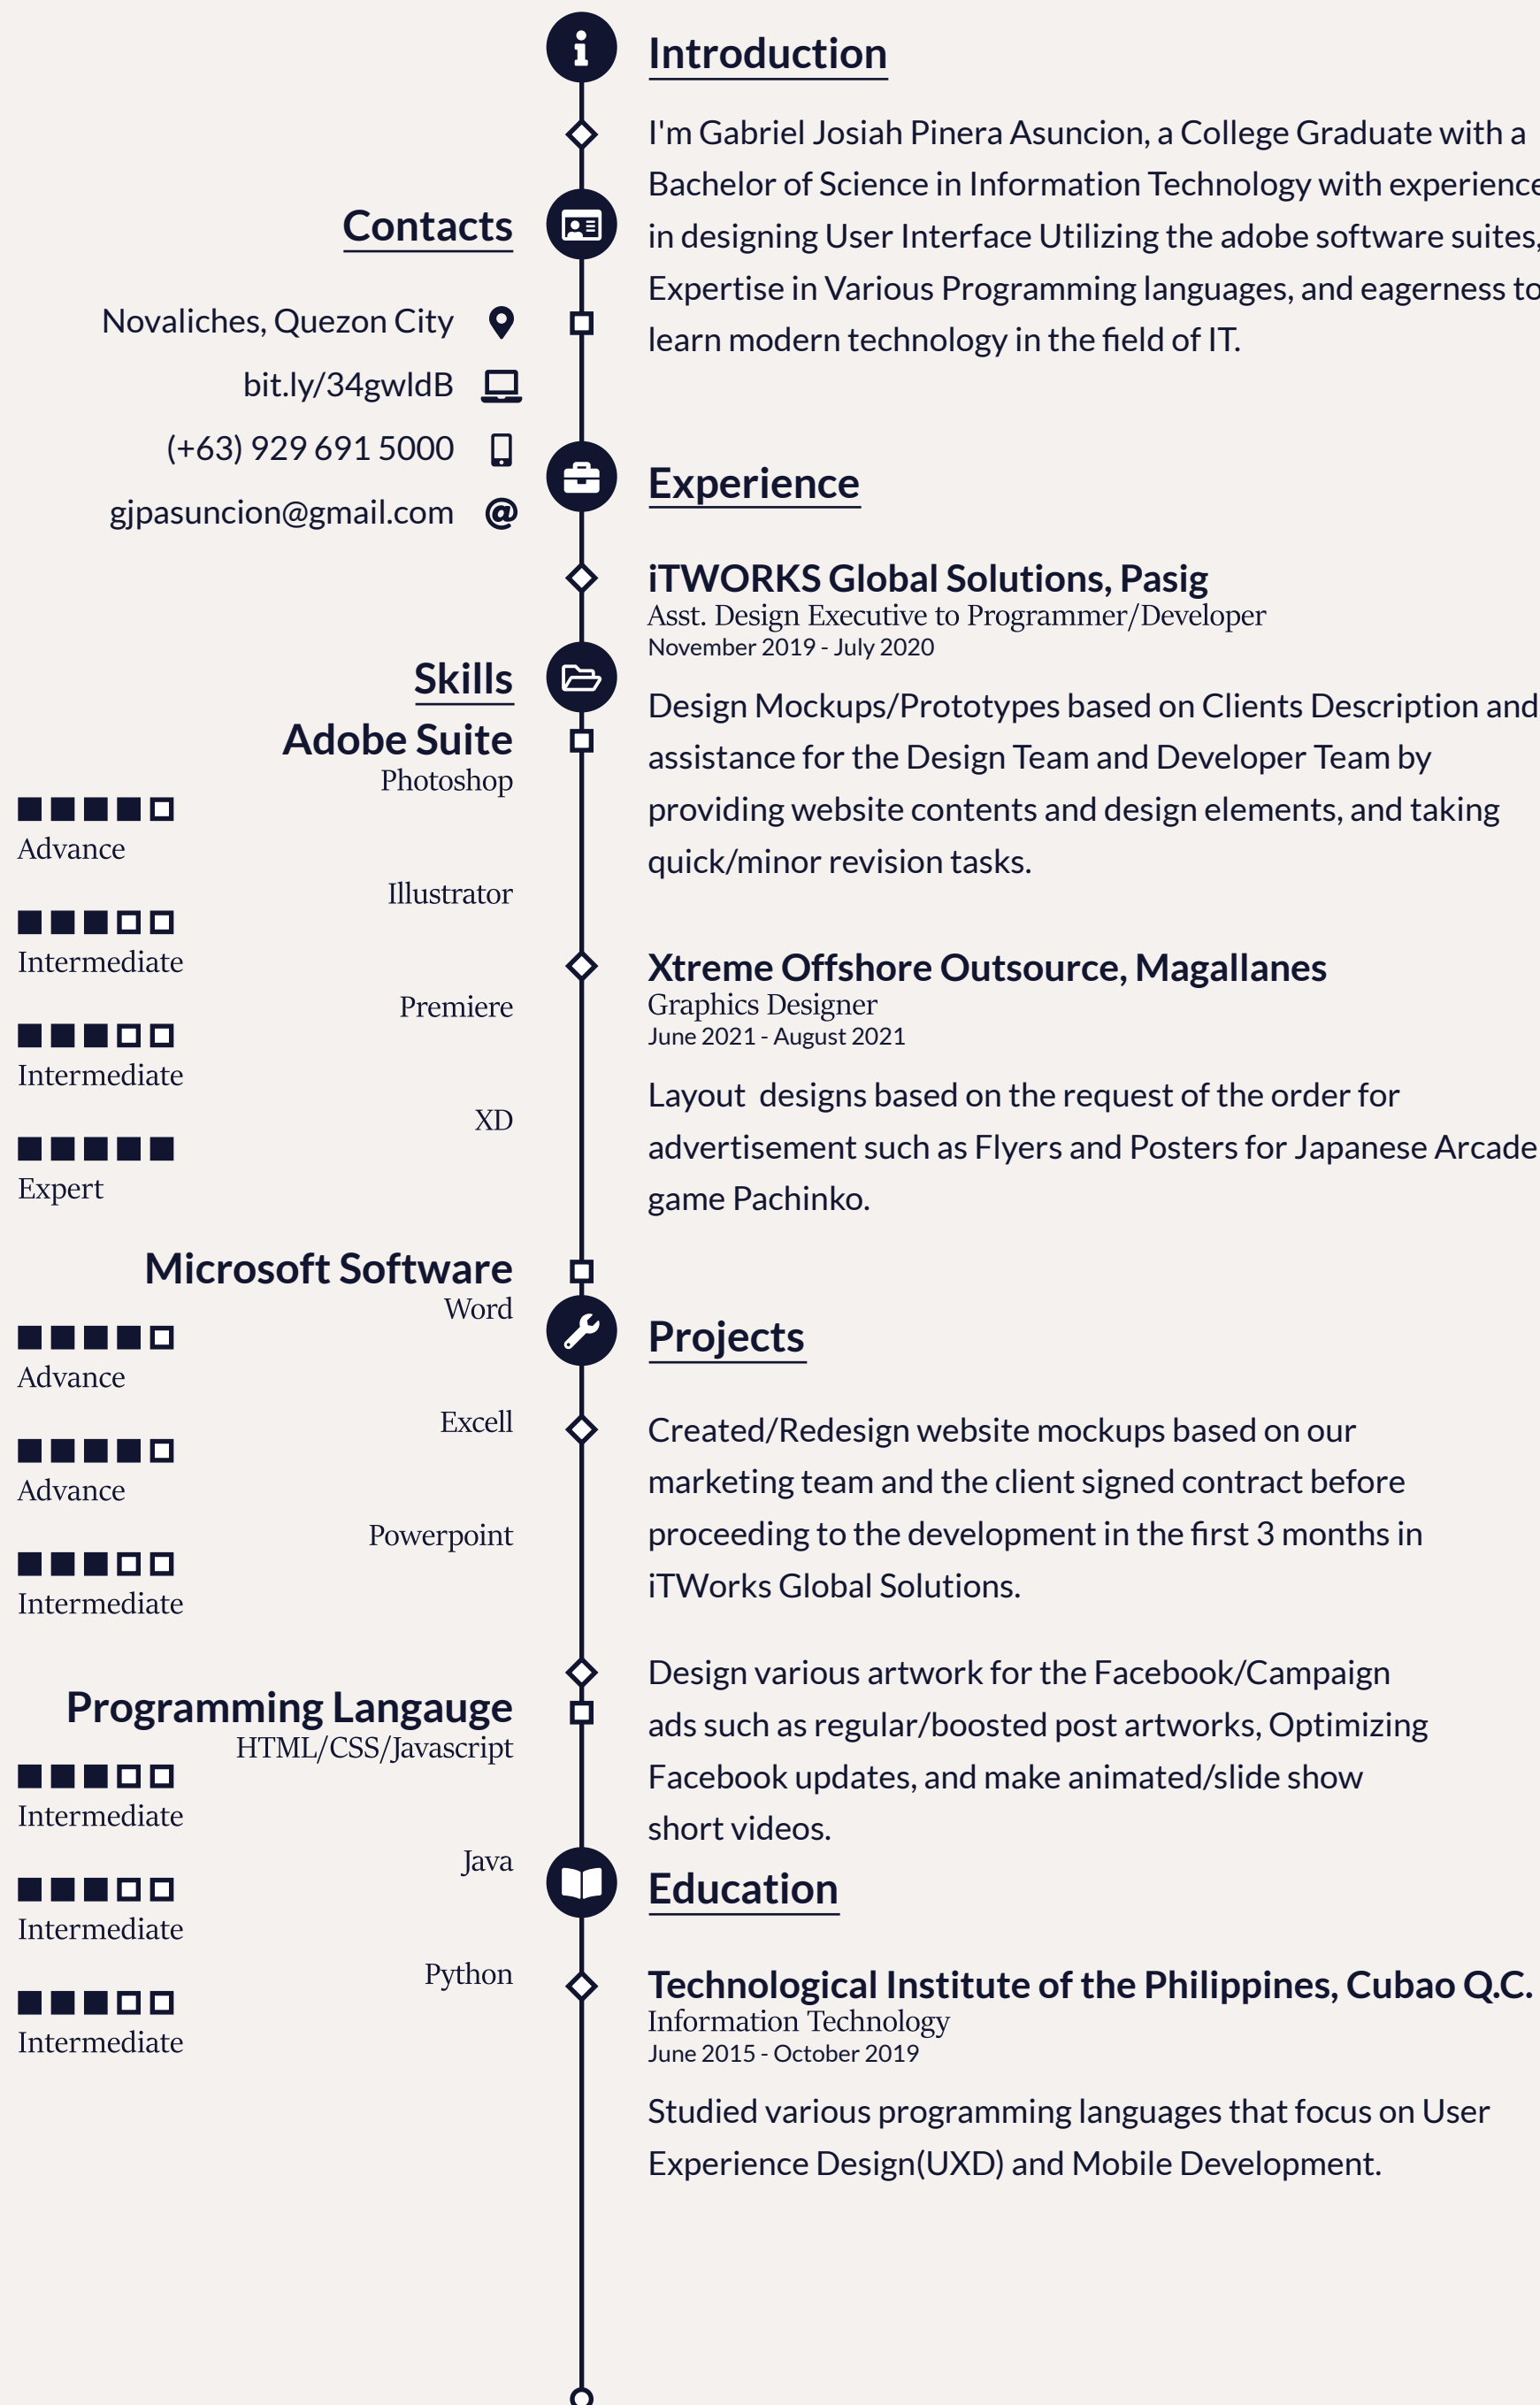 Introduction
I'm Gabriel Josiah Pinera Asuncion, a College Graduate with a
Bachelor of Science in Information Technology with experience
in designing User Interface Utilizing the adobe software suites,
Expertise in Various Programming languages, and eagerness to
learn modern technology in the field of IT.
Contacts
Novaliches, Quezon City
bit.ly/34gwldB
(+63) 929 691 5000
gjpasuncion@gmail.com
Experience
iTWORKS Global Solutions, Pasig
Asst. Design Executive to Programmer/Developer
November 2019 - July 2020
Design Mockups/Prototypes based on Clients Description and
assistance for the Design Team and Developer Team by
providing website contents and design elements, and taking
quick/minor revision tasks.
Xtreme Offshore Outsource, Magallanes
Graphics Designer
June 2021 - August 2021
Layout  designs based on the request of the order for
advertisement such as Flyers and Posters for Japanese Arcade
game Pachinko.
Skills
Adobe Suite
Photoshop
Advance
Illustrator
Intermediate
Premiere
Intermediate
XD
Expert
Microsoft Software
Word
Advance
Excell
Advance
Powerpoint
Intermediate
Programming Langauge
HTML/CSS/Javascript
Intermediate
Java
Intermediate
Python
Intermediate
Projects
Created/Redesign website mockups based on our
marketing team and the client signed contract before
proceeding to the development in the first 3 months in
iTWorks Global Solutions.
Design various artwork for the Facebook/Campaign
ads such as regular/boosted post artworks, Optimizing
Facebook updates, and make animated/slide show
short videos.
Education
Technological Institute of the Philippines, Cubao Q.C.
Information Technology
June 2015 - October 2019
Studied various programming languages that focus on User
Experience Design(UXD) and Mobile Development.